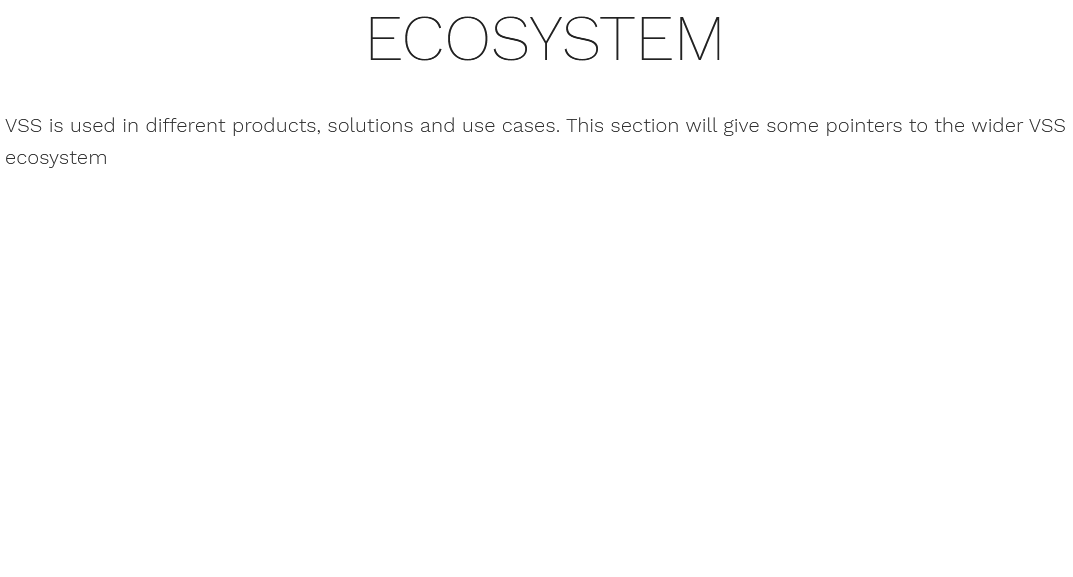 ECOSYSTEM
VSS is used in different products, solutions and use cases. This section will give some pointers to the wider VSS
ecosystem